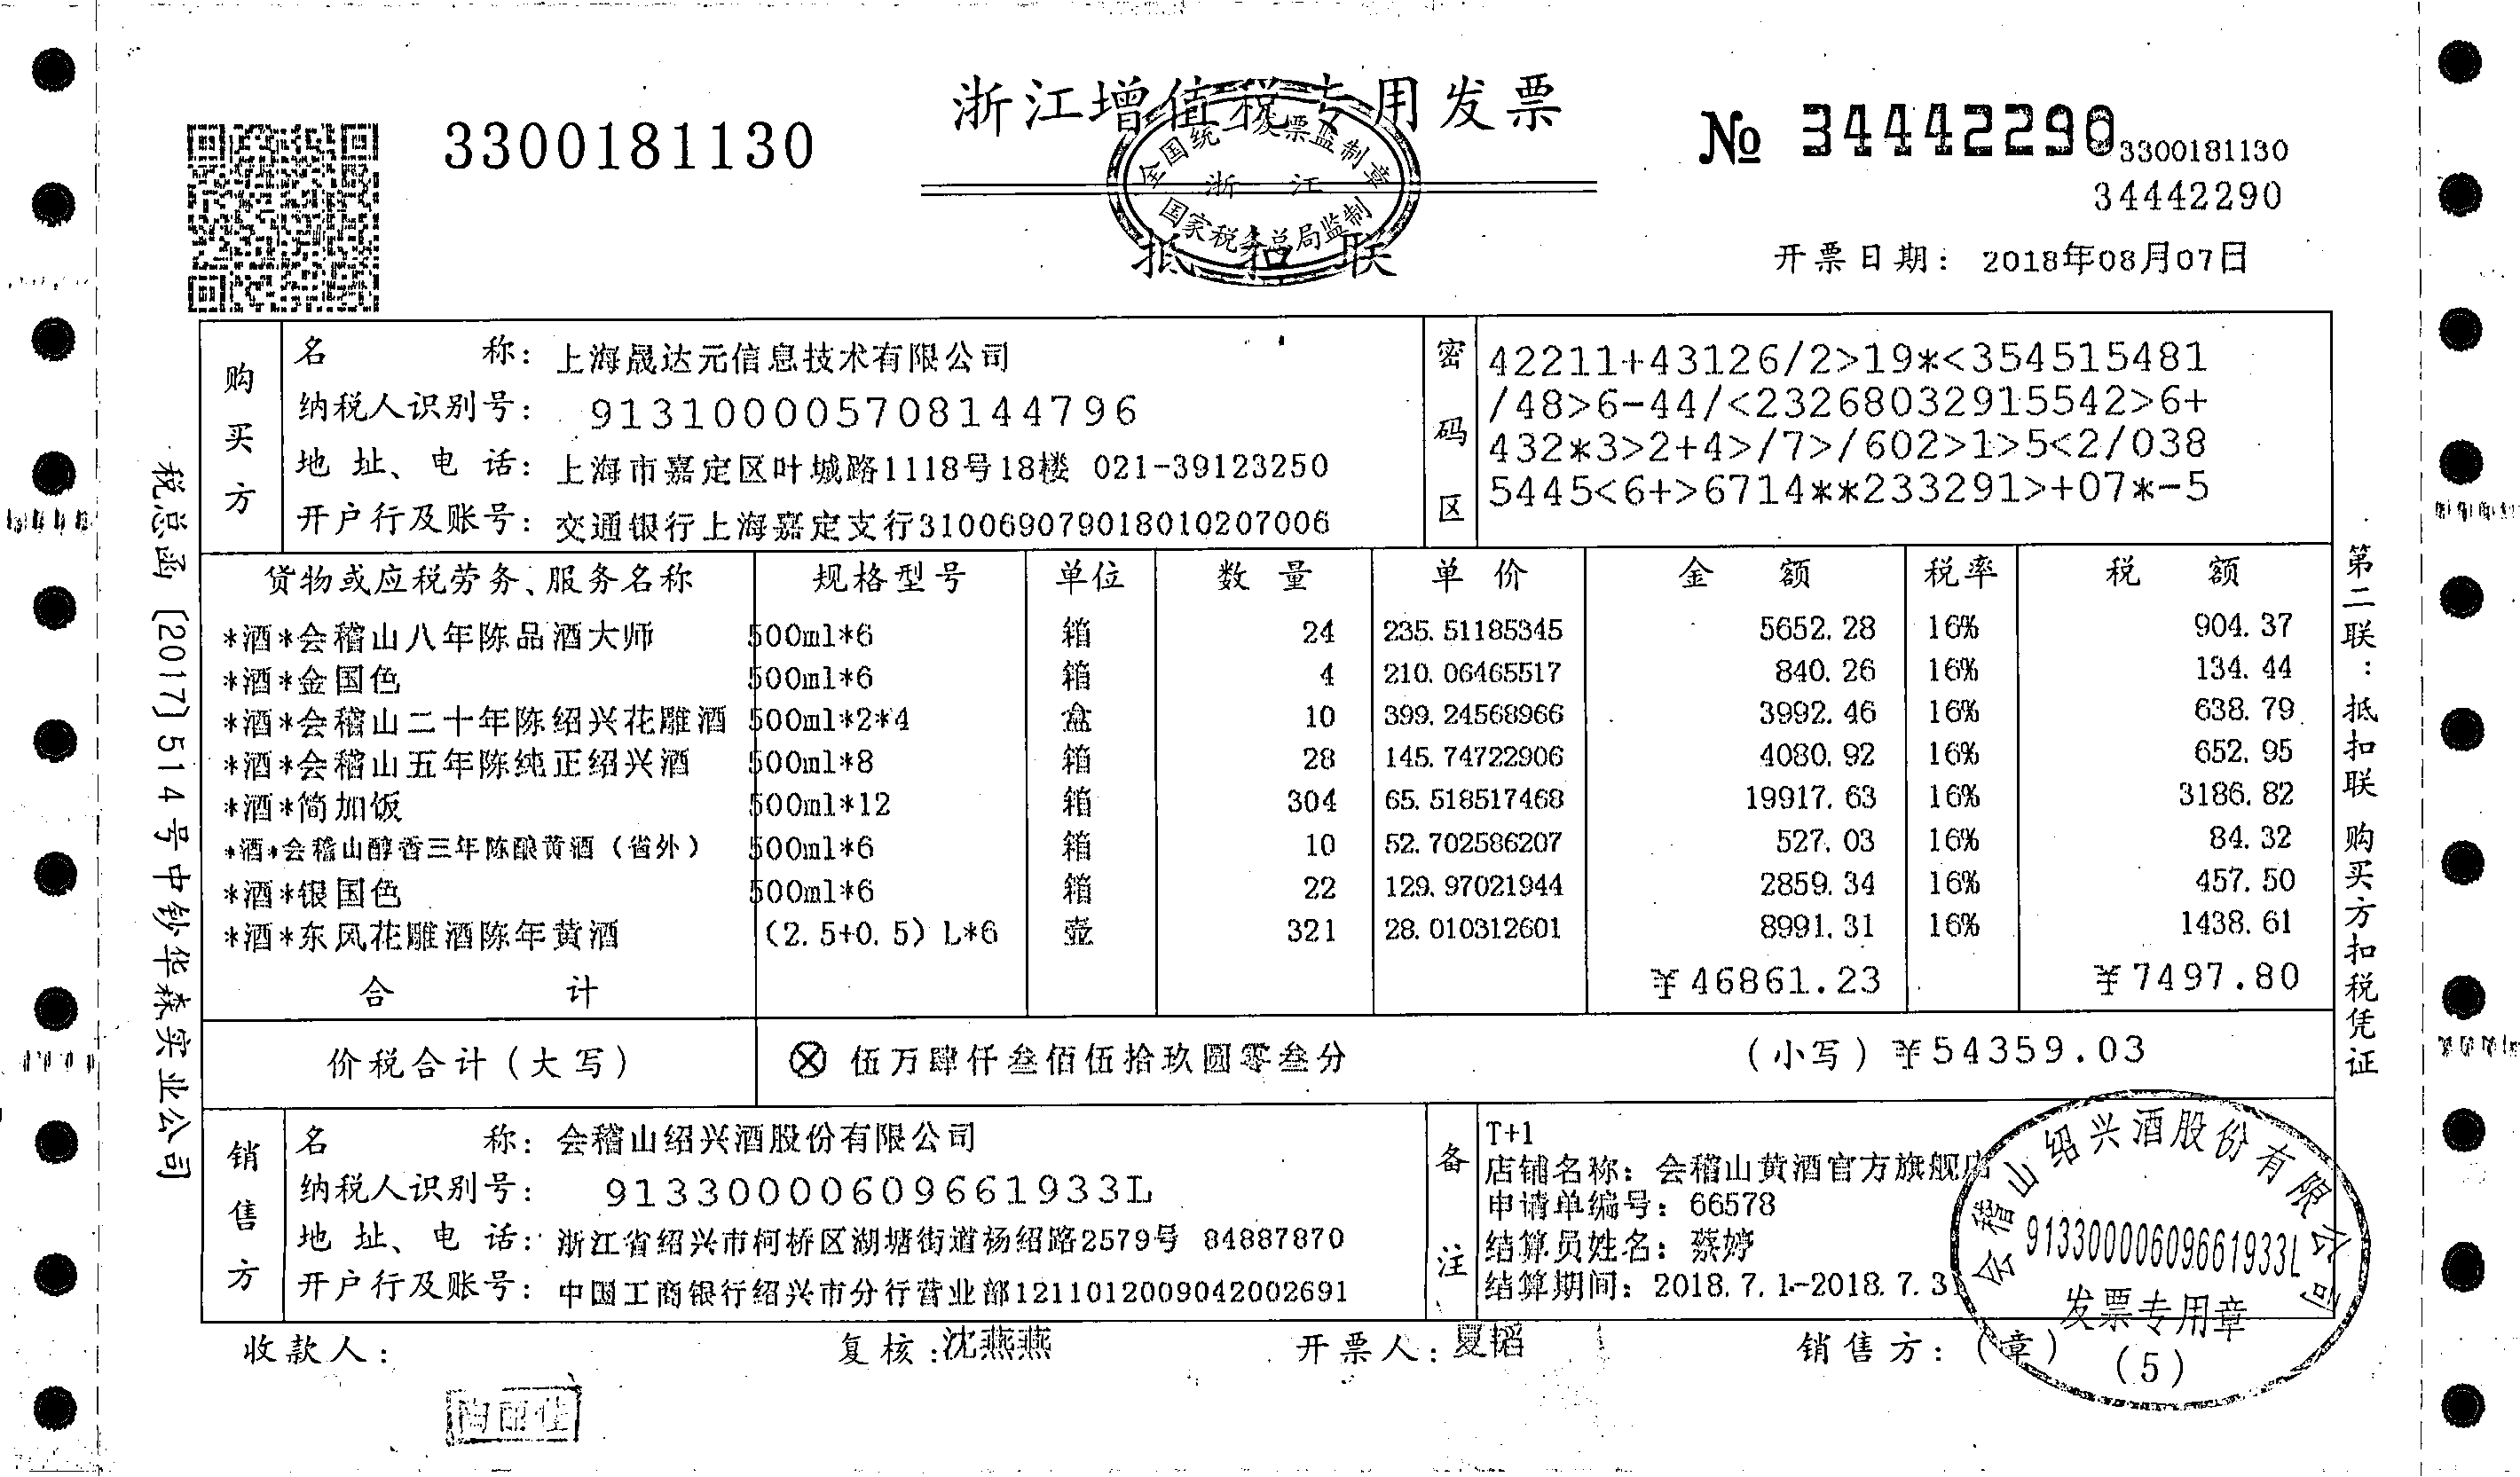 浙江增值税专用发票
3300181130
№ 34442290
3300181130
34442290
全国统一发票监制章
浙 江
国家税务总局监制
抵 扣 联
开票日期: 2018年08月07日
税总函〔2017〕514号中钞华森实业公司
第二联:抵扣联 购买方扣税凭证
购买方
名 称: 上海晟达元信息技术有限公司
纳税人识别号: 913100005708144796
地 址、电 话: 上海市嘉定区叶城路1118号18楼 021-39123250
开户行及账号: 交通银行上海嘉定支行310069079018010207006
密码区
42211+43126/2>19*<354515481
/48>6-44/<23268032915542>6+
432*3>2+4>/7>/602>1>5<2/038
5445<6+>6714**233291>+07*-5
货物或应税劳务、服务名称 规格型号 单位 数 量 单 价 金 额 税率 税 额
*酒*会稽山八年陈品酒大师 500ml*6 箱 24 235.51185345 5652.28 16% 904.37
*酒*金国色 500ml*6 箱 4 210.06465517 840.26 16% 134.44
*酒*会稽山二十年陈绍兴花雕酒 500ml*2*4 盒 10 399.24568966 3992.46 16% 638.79
*酒*会稽山五年陈纯正绍兴酒 500ml*8 箱 28 145.74722906 4080.92 16% 652.95
*酒*简加饭 500ml*12 箱 304 65.518517468 19917.63 16% 3186.82
*酒*会稽山醇香三年陈酿黄酒（省外） 500ml*6 箱 10 52.702586207 527.03 16% 84.32
*酒*银国色 500ml*6 箱 22 129.97021944 2859.34 16% 457.50
*酒*东风花雕酒陈年黄酒 (2.5+0.5)L*6 壶 321 28.010312601 8991.31 16% 1438.61
合 计 ¥46861.23 ¥7497.80
价税合计(大写) ⊗ 伍万肆仟叁佰伍拾玖圆零叁分 (小写) ¥54359.03
销售方
名 称: 会稽山绍兴酒股份有限公司
纳税人识别号: 91330000609661933L
地 址、电 话: 浙江省绍兴市柯桥区湖塘街道杨绍路2579号 84887870
开户行及账号: 中国工商银行绍兴市分行营业部1211012009042002691
备注
T+1
店铺名称: 会稽山黄酒官方旗舰店
申请单编号: 66578
结算员姓名: 蔡婷
结算期间: 2018.7.1-2018.7.31
会稽山绍兴酒股份有限公司
91330000609661933L
发票专用章
(5)
收款人: 复核:沈燕燕 开票人:夏韬 销售方:(章)